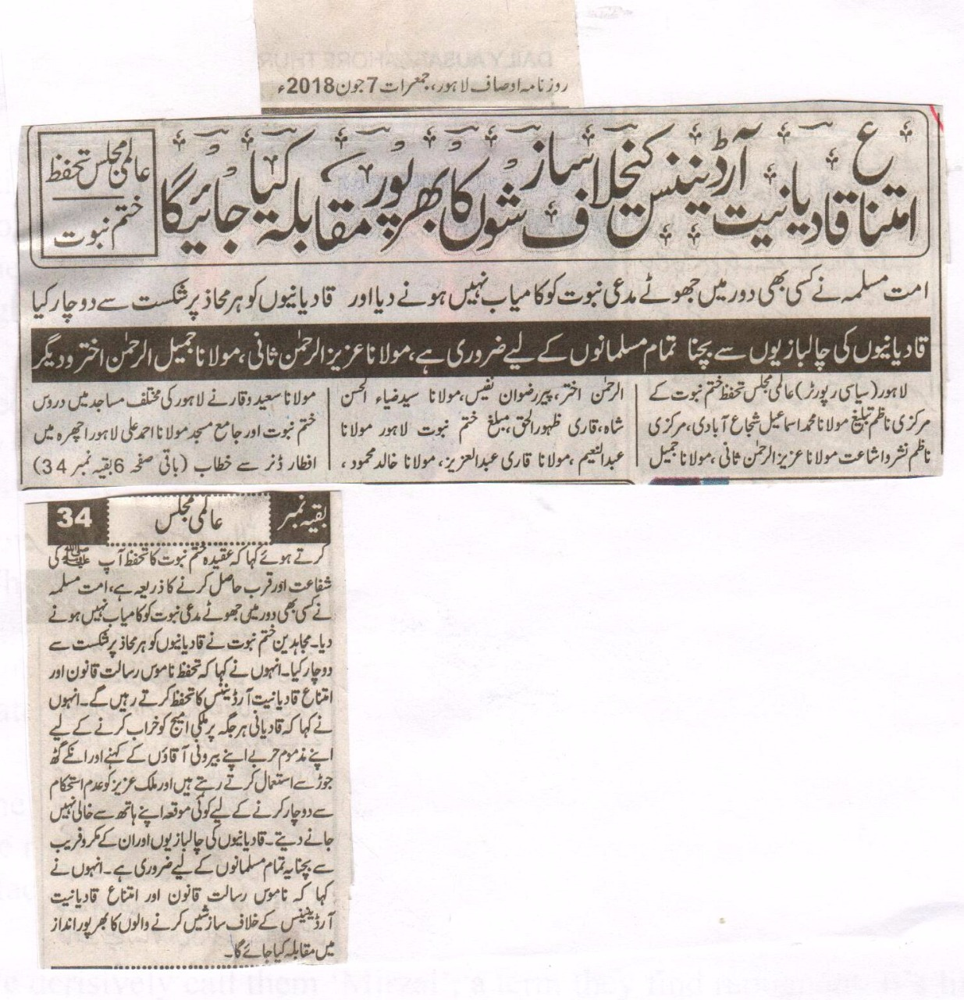 روزنامہ اوصاف لاہور، جمعرات 7 جون 2018ء
امتناع قادیانیت آرڈیننس کیخلاف سازشوں کا بھرپور مقابلہ کیا جائیگا
عالمی مجلس تحفظ
ختم نبوت
امت مسلمہ نے کسی بھی دور میں جھوٹے مدعی نبوت کو کامیاب نہیں ہونے دیا اور قادیانیوں کو ہر محاذ پر شکست سے دوچار کیا
قادیانیوں کی چالبازیوں سے بچنا تمام مسلمانوں کے لیے ضروری ہے، مولانا عزیز الرحمٰن ثانی، مولانا جمیل الرحمٰن اختر ودیگر
لاہور (سیاسی رپورٹر) عالمی مجلس تحفظ ختم نبوت کے
مرکزی ناظم تبلیغ مولانا محمد اسماعیل شجاع آبادی، مرکزی
ناظم نشر و اشاعت مولانا عزیز الرحمٰن ثانی، مولانا جمیل
الرحمٰن اختر، پیر رضوان نفیس، مولانا سید ضیاء الحسن
شاہ، قاری ظہور الحق، مبلغ ختم نبوت لاہور مولانا
عبدالنعیم، مولانا قاری عبدالعزیز، مولانا خالد محمود،
مولانا سعید وقار نے لاہور کی مختلف مساجد میں دروس
ختم نبوت اور جامع مسجد مولانا احمد علی لاہور اچھرہ میں
افطار ڈنر سے خطاب (باقی صفحہ 6 بقیہ نمبر 34)
بقیہ نمبر عالمی مجلس 34
کرتے ہوئے کہا کہ عقیدہ ختم نبوت کا تحفظ آپ ﷺ کی
شفاعت اور قرب حاصل کرنے کا ذریعہ ہے، امت مسلمہ
نے کسی بھی دور میں جھوٹے مدعی نبوت کو کامیاب نہیں ہونے
دیا۔ مجاہدین ختم نبوت نے قادیانیوں کو ہر محاذ پر شکست سے
دوچار کیا۔ انہوں نے کہا کہ تحفظ ناموس رسالت قانون اور
امتناع قادیانیت آرڈیننس کا تحفظ کرتے رہیں گے۔ انہوں
نے کہا کہ قادیانی ہر جگہ پر ملکی امیج کو خراب کرنے کے لیے
اپنے مذموم حربے اپنے بیرونی آقاؤں کے کہنے اور انکے گٹھ
جوڑ سے استعمال کرتے رہتے ہیں اور ملک عزیز کو عدم استحکام
سے دوچار کرنے کے لیے کوئی موقعہ اپنے ہاتھ سے خالی نہیں
جانے دیتے۔ قادیانیوں کی چالبازیوں اور ان کے مکر و فریب
سے بچنا یہ تمام مسلمانوں کے لیے ضروری ہے۔ انہوں نے
کہا کہ ناموس رسالت قانون اور امتناع قادیانیت
آرڈیننس کے خلاف سازشیں کرنے والوں کا بھرپور انداز
میں مقابلہ کیا جائے گا۔